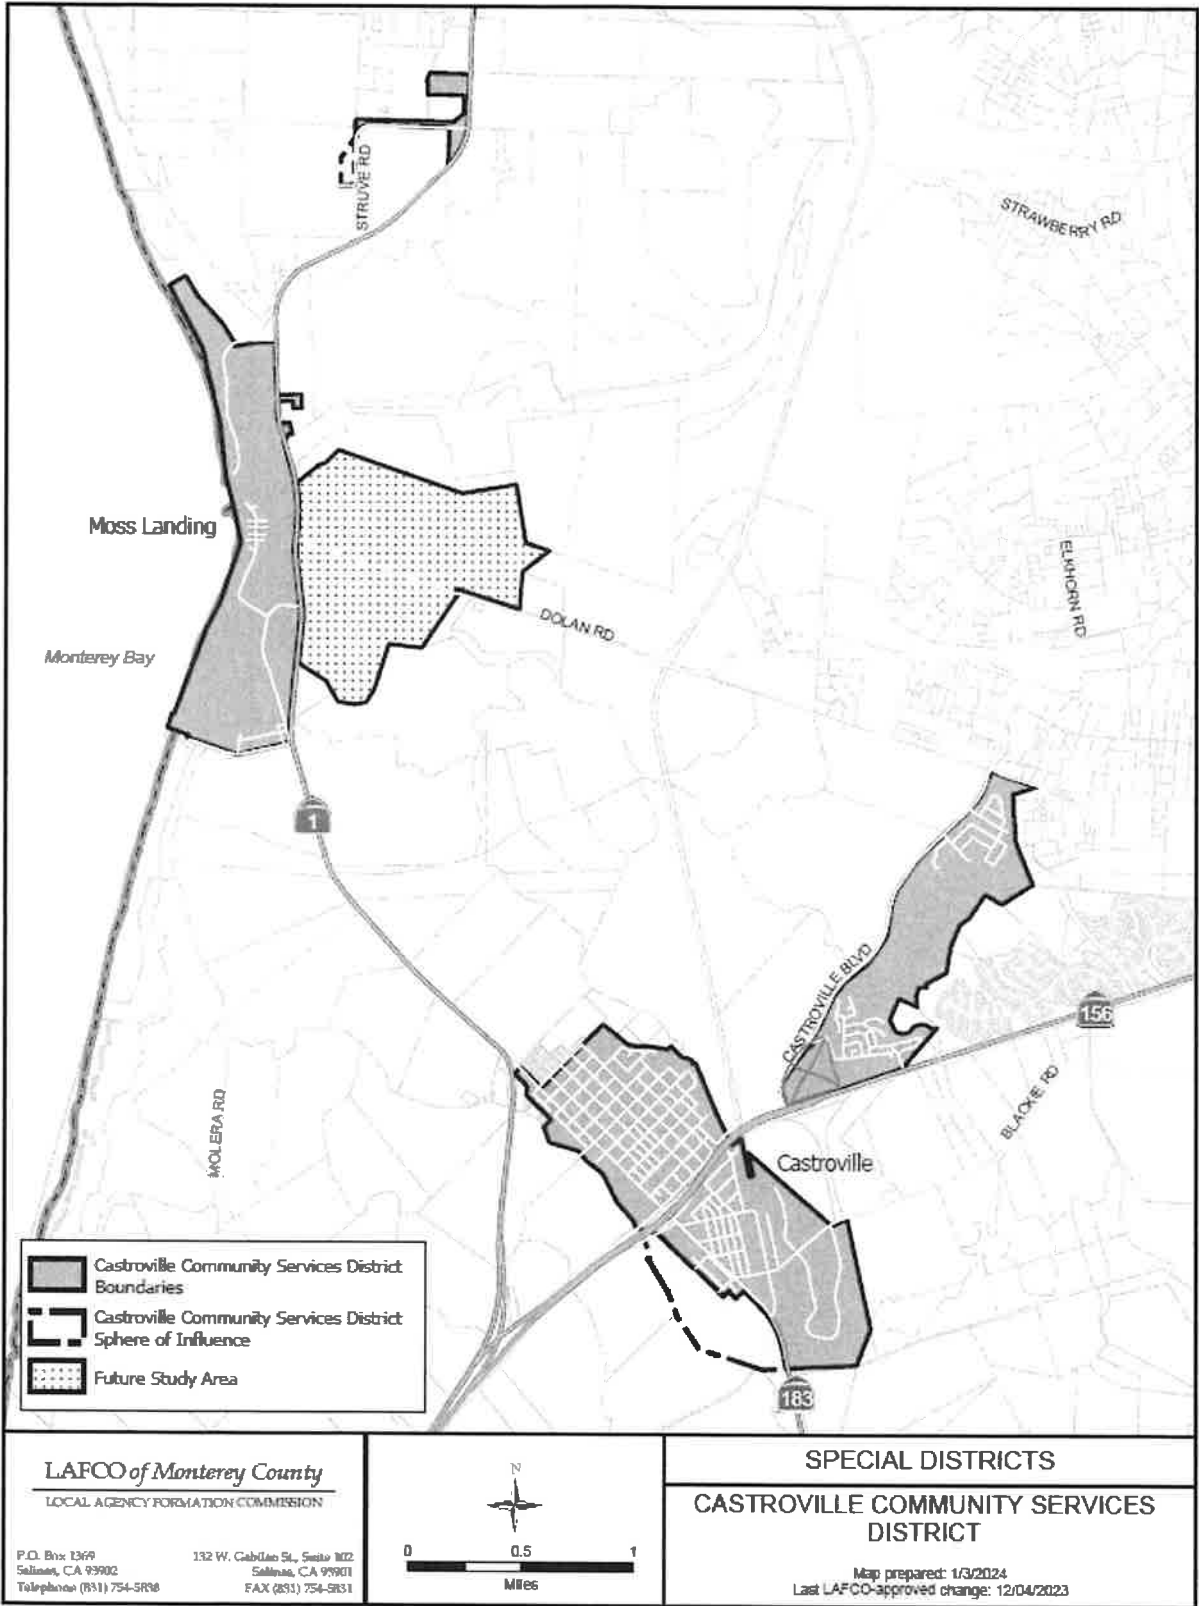 STRUVE RD
STRAWBERRY RD
Moss Landing
ELKHORN RD
DOLAN RD
Monterey Bay
1
CASTROVILLE BLVD
156
BLACKIE RD
MOLERA RD
Castroville
Castroville Community Services District
Boundaries
Castroville Community Services District
Sphere of Influence
Future Study Area
183
LAFCO of Monterey County
LOCAL AGENCY FORMATION COMMISSION
P.O. Box 1369
Salinas, CA 93902
Telephone (831) 754-5838
132 W. Gabilan St., Suite 102
Salinas, CA 93901
FAX (831) 754-5831
N
0 0.5 1
Miles
SPECIAL DISTRICTS
CASTROVILLE COMMUNITY SERVICES
DISTRICT
Map prepared: 1/3/2024
Last LAFCO-approved change: 12/04/2023